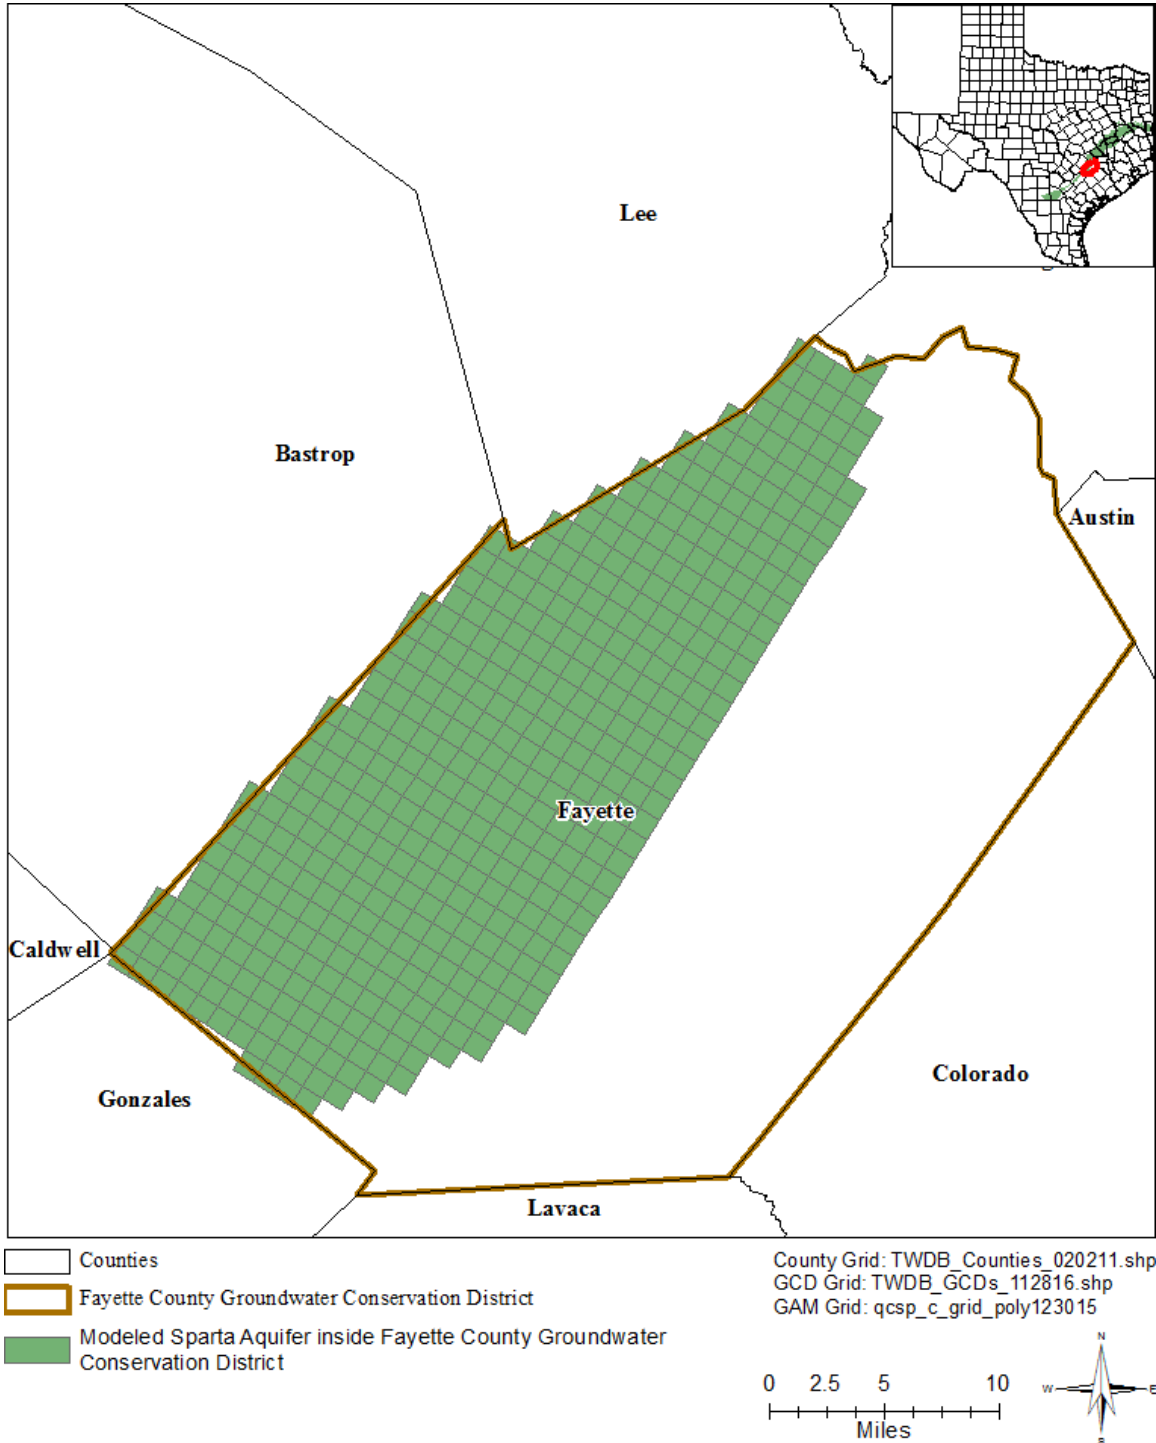 Lee
Bastrop
Austin
Fayette
Caldwell
Colorado
Gonzales
Lavaca
Counties
Fayette County Groundwater Conservation District
Modeled Sparta Aquifer inside Fayette County Groundwater
Conservation District
County Grid: TWDB_Counties_020211.shp
GCD Grid: TWDB_GCDs_112816.shp
GAM Grid: qcsp_c_grid_poly123015
0 2.5 5 10
Miles
N
W E
S